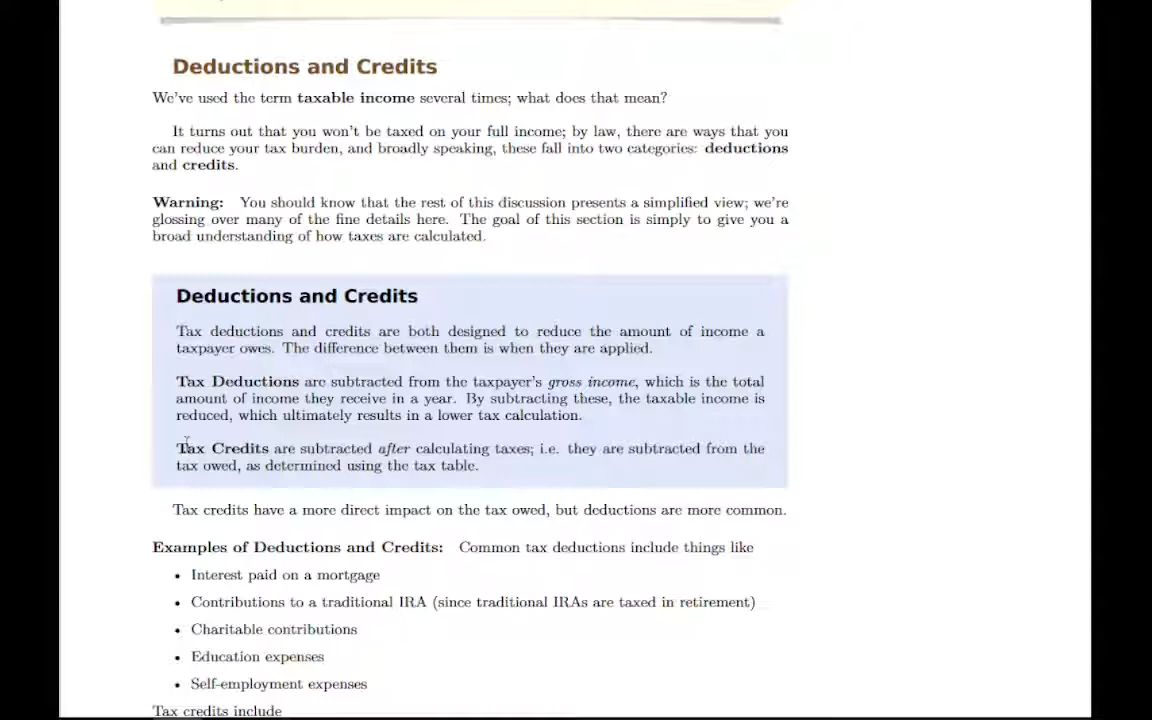 Deductions and Credits
We've used the term taxable income several times; what does that mean?
It turns out that you won't be taxed on your full income; by law, there are ways that you
can reduce your tax burden, and broadly speaking, these fall into two categories: deductions
and credits.
Warning: You should know that the rest of this discussion presents a simplified view; we're
glossing over many of the fine details here. The goal of this section is simply to give you a
broad understanding of how taxes are calculated.
Deductions and Credits
Tax deductions and credits are both designed to reduce the amount of income a
taxpayer owes. The difference between them is when they are applied.
Tax Deductions are subtracted from the taxpayer's gross income, which is the total
amount of income they receive in a year. By subtracting these, the taxable income is
reduced, which ultimately results in a lower tax calculation.
Tax Credits are subtracted after calculating taxes; i.e. they are subtracted from the
tax owed, as determined using the tax table.
Tax credits have a more direct impact on the tax owed, but deductions are more common.
Examples of Deductions and Credits: Common tax deductions include things like
• Interest paid on a mortgage
• Contributions to a traditional IRA (since traditional IRAs are taxed in retirement)
• Charitable contributions
• Education expenses
• Self-employment expenses
Tax credits include